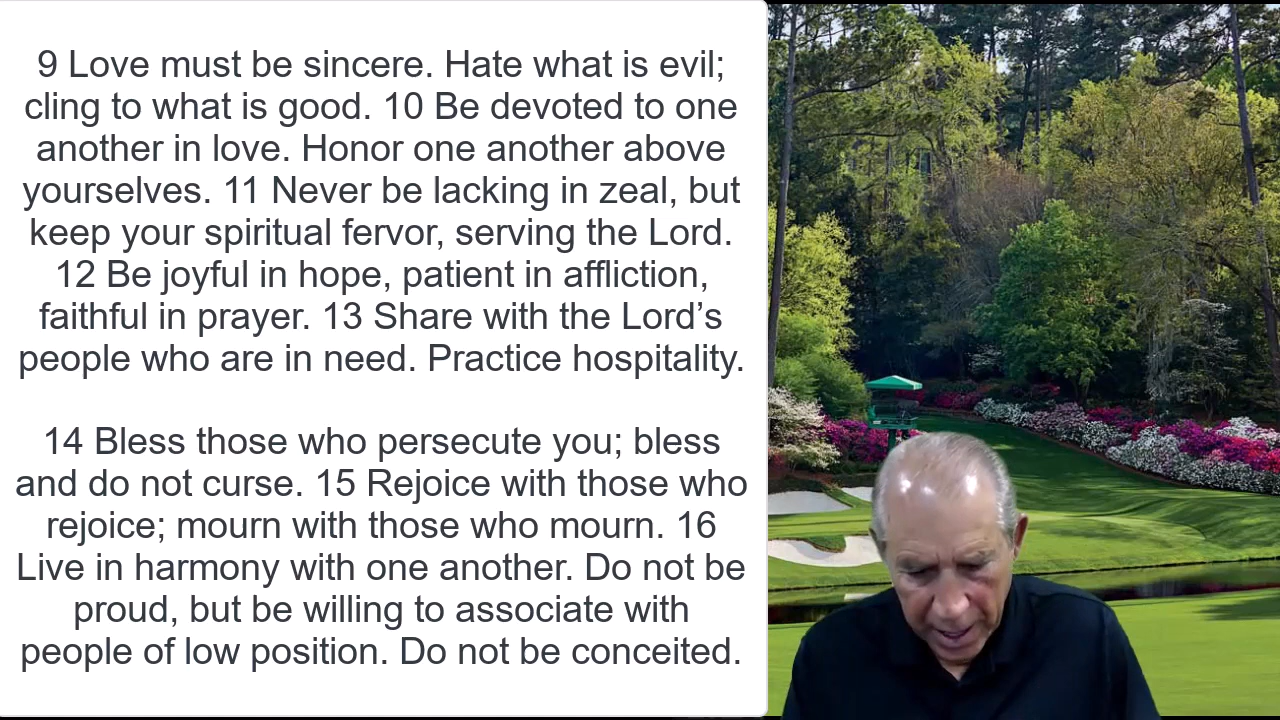 9 Love must be sincere. Hate what is evil;
cling to what is good. 10 Be devoted to one
another in love. Honor one another above
yourselves. 11 Never be lacking in zeal, but
keep your spiritual fervor, serving the Lord.
12 Be joyful in hope, patient in affliction,
faithful in prayer. 13 Share with the Lord’s
people who are in need. Practice hospitality.
14 Bless those who persecute you; bless
and do not curse. 15 Rejoice with those who
rejoice; mourn with those who mourn. 16
Live in harmony with one another. Do not be
proud, but be willing to associate with
people of low position. Do not be conceited.